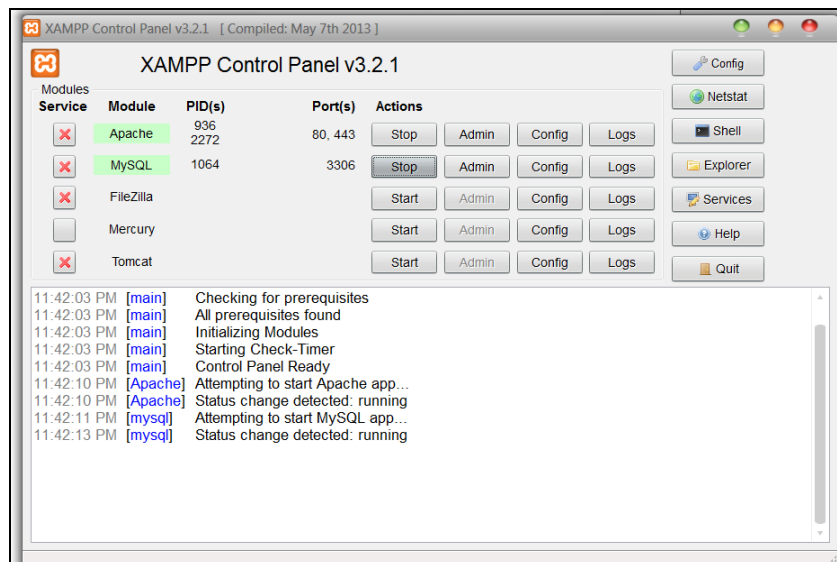 XAMPP Control Panel v3.2.1 [ Compiled: May 7th 2013 ]
XAMPP Control Panel v3.2.1
Config
Modules
Service Module PID(s) Port(s) Actions
Netstat
Apache 936 2272 80, 443 Stop Admin Config Logs
Shell
MySQL 1064 3306 Stop Admin Config Logs
Explorer
FileZilla Start Admin Config Logs
Services
Mercury Start Admin Config Logs
Help
Tomcat Start Admin Config Logs
Quit
11:42:03 PM [main] Checking for prerequisites
11:42:03 PM [main] All prerequisites found
11:42:03 PM [main] Initializing Modules
11:42:03 PM [main] Starting Check-Timer
11:42:03 PM [main] Control Panel Ready
11:42:10 PM [Apache] Attempting to start Apache app...
11:42:10 PM [Apache] Status change detected: running
11:42:11 PM [mysql] Attempting to start MySQL app...
11:42:13 PM [mysql] Status change detected: running